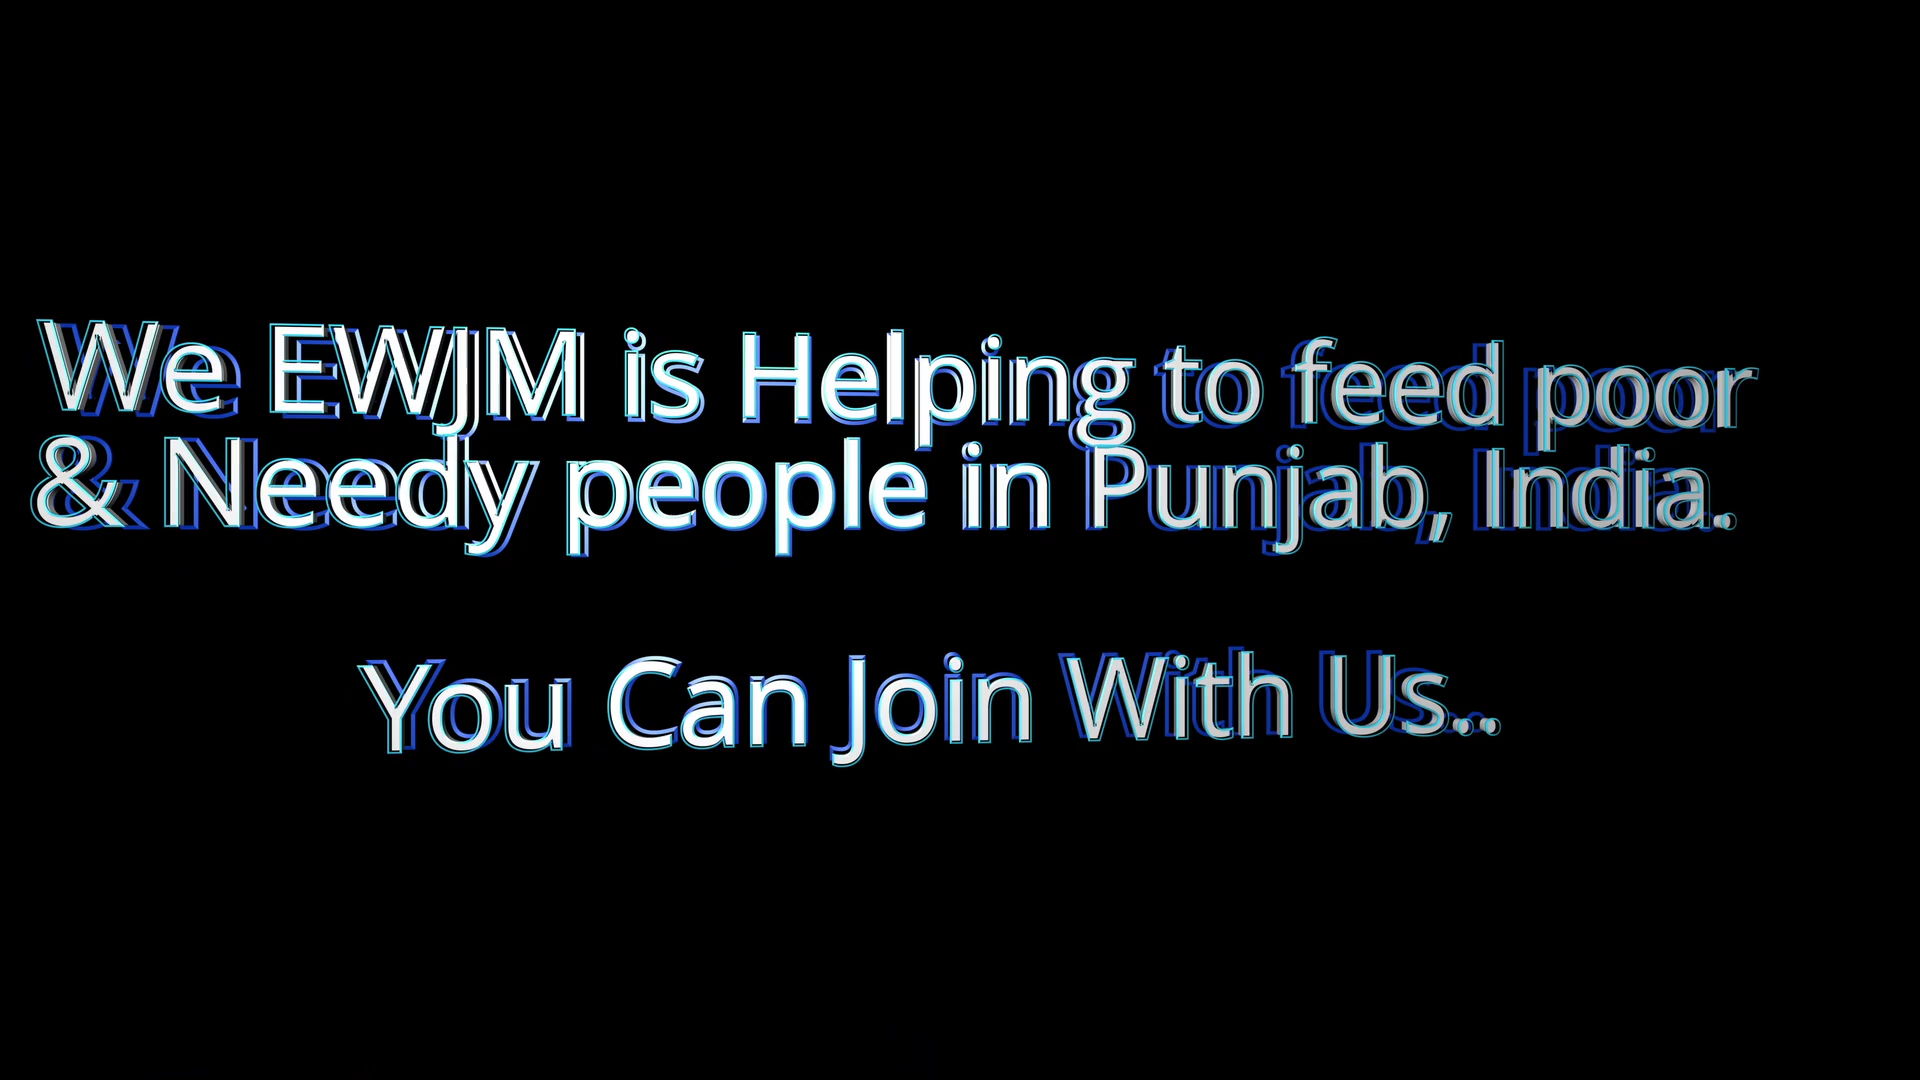 We EWJM is Helping to feed poor
& Needy people in Punjab, India.
You Can Join With Us..